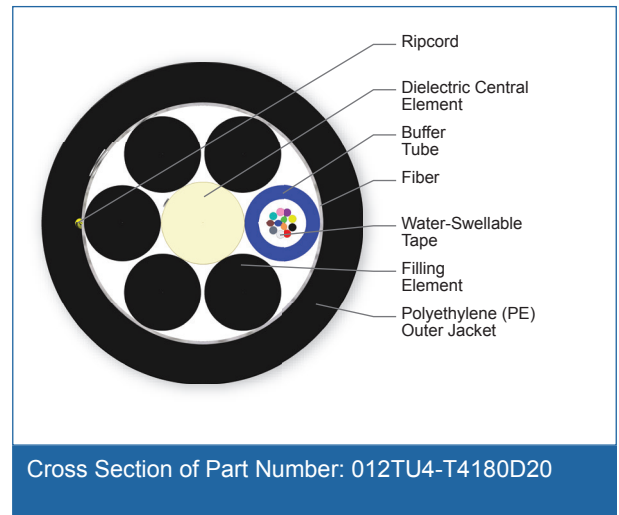 Ripcord
Dielectric Central
Element
Buffer
Tube
Fiber
Water-Swellable
Tape
Filling
Element
Polyethylene (PE)
Outer Jacket
Cross Section of Part Number: 012TU4-T4180D20